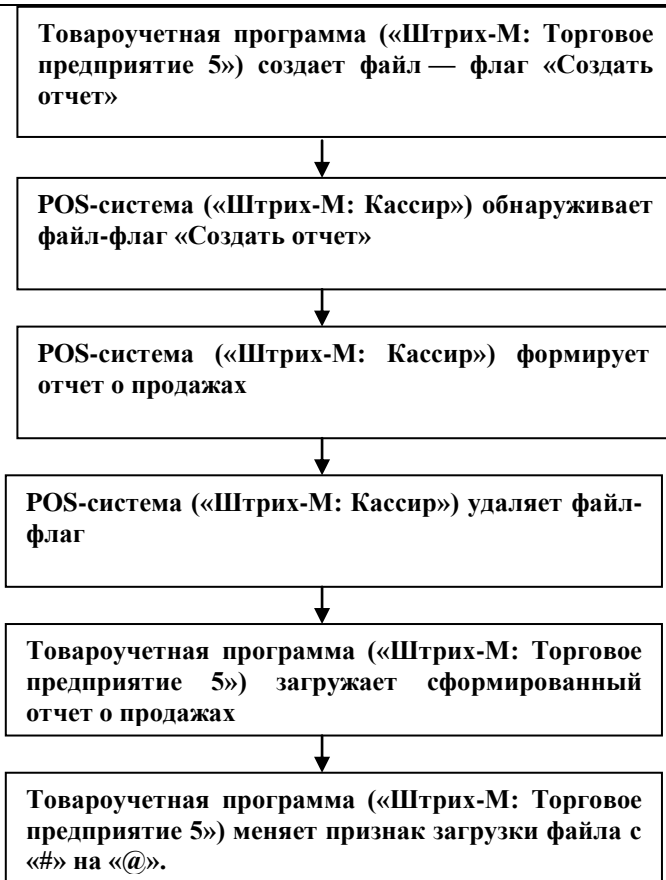 Товароучетная программа («Штрих-М: Торговое
предприятие 5») создает файл — флаг «Создать
отчет»
POS-система («Штрих-М: Кассир») обнаруживает
файл-флаг «Создать отчет»
POS-система («Штрих-М: Кассир») формирует
отчет о продажах
POS-система («Штрих-М: Кассир») удаляет файл-
флаг
Товароучетная программа («Штрих-М: Торговое
предприятие 5») загружает сформированный
отчет о продажах
Товароучетная программа («Штрих-М: Торговое
предприятие 5») меняет признак загрузки файла с
«#» на «@».